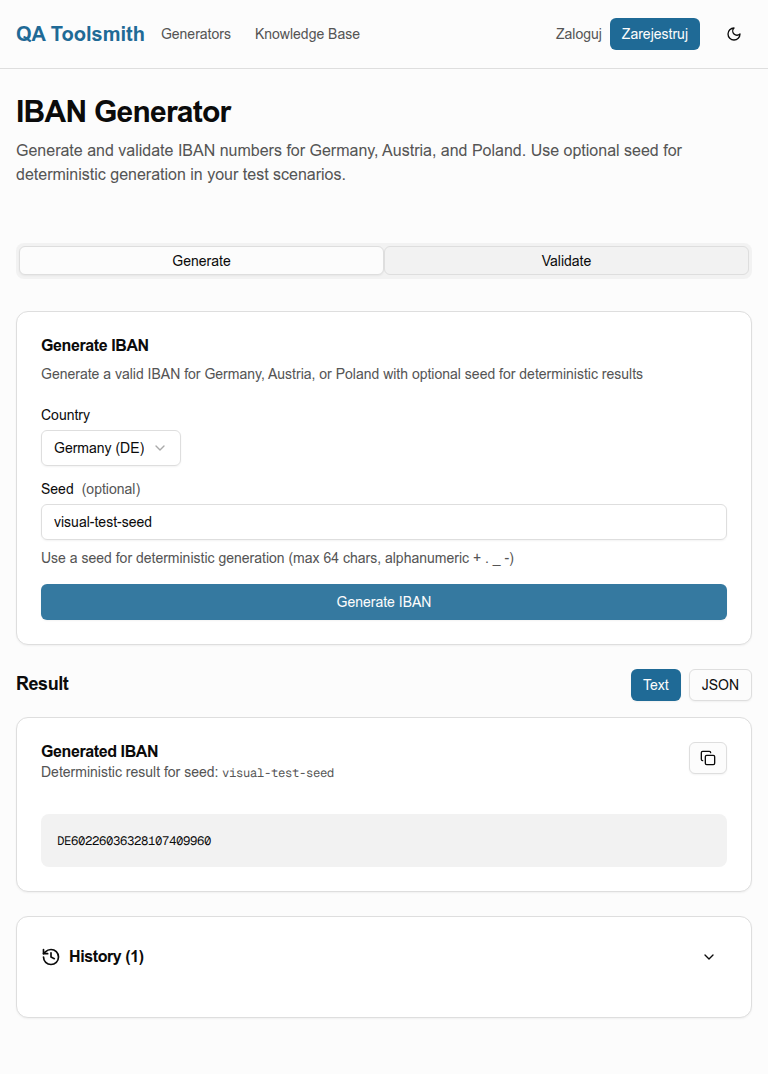 QA Toolsmith Generators Knowledge Base Zaloguj Zarejestruj
IBAN Generator
Generate and validate IBAN numbers for Germany, Austria, and Poland. Use optional seed for
deterministic generation in your test scenarios.
Generate Validate
Generate IBAN
Generate a valid IBAN for Germany, Austria, or Poland with optional seed for deterministic results
Country
Germany (DE)
Seed (optional)
visual-test-seed
Use a seed for deterministic generation (max 64 chars, alphanumeric + . _ -)
Generate IBAN
Result Text JSON
Generated IBAN
Deterministic result for seed: visual-test-seed
DE60226036328107409960
History (1)